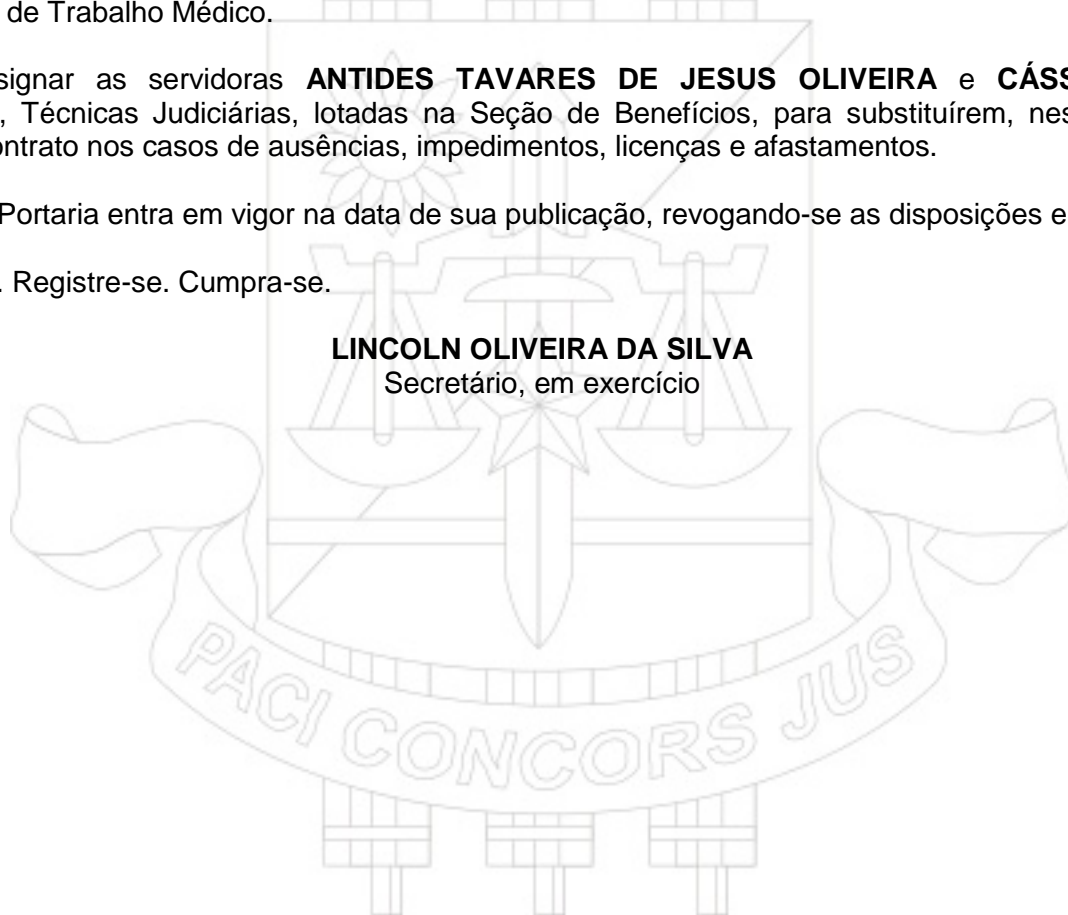 de Trabalho Médico.
signar as servidoras ANTIDES TAVARES DE JESUS OLIVEIRA e CÁSS
, Técnicas Judiciárias, lotadas na Seção de Benefícios, para substituírem, nes
ontrato nos casos de ausências, impedimentos, licenças e afastamentos.
Portaria entra em vigor na data de sua publicação, revogando-se as disposições e
. Registre-se. Cumpra-se.
LINCOLN OLIVEIRA DA SILVA
Secretário, em exercício
PACI CONCORS JUS